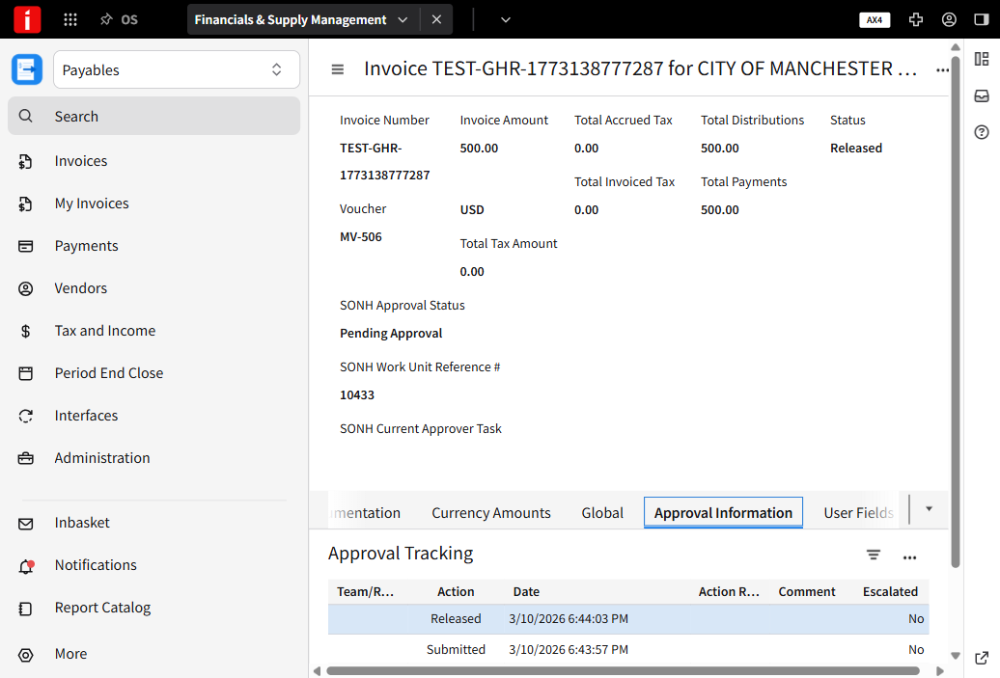 OS
Financials & Supply Management
AX4
Payables
Search
Invoices
My Invoices
Payments
Vendors
Tax and Income
Period End Close
Interfaces
Administration
Inbasket
Notifications
Report Catalog
More
Invoice TEST-GHR-1773138777287 for CITY OF MANCHESTER ...
Invoice Number
TEST-GHR-
1773138777287
Voucher
MV-506
Invoice Amount
500.00
USD
Total Tax Amount
0.00
Total Accrued Tax
0.00
Total Invoiced Tax
0.00
Total Distributions
500.00
Total Payments
500.00
Status
Released
SONH Approval Status
Pending Approval
SONH Work Unit Reference #
10433
SONH Current Approver Task
mentation Currency Amounts Global Approval Information User Fields
Approval Tracking
Team/R... Action Date Action R... Comment Escalated
Released 3/10/2026 6:44:03 PM No
Submitted 3/10/2026 6:43:57 PM No